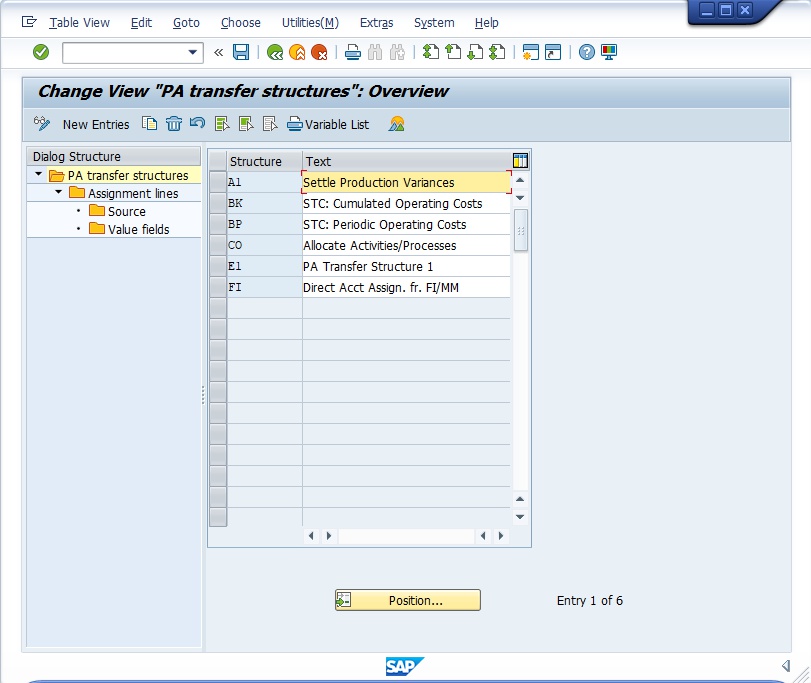 Table View Edit Goto Choose Utilities(M) Extras System Help
Change View "PA transfer structures": Overview
New Entries Variable List
Dialog Structure
PA transfer structures
Assignment lines
Source
Value fields
Structure Text
A1 Settle Production Variances
BK STC: Cumulated Operating Costs
BP STC: Periodic Operating Costs
CO Allocate Activities/Processes
E1 PA Transfer Structure 1
FI Direct Acct Assign. fr. FI/MM
Position... Entry 1 of 6
SAP